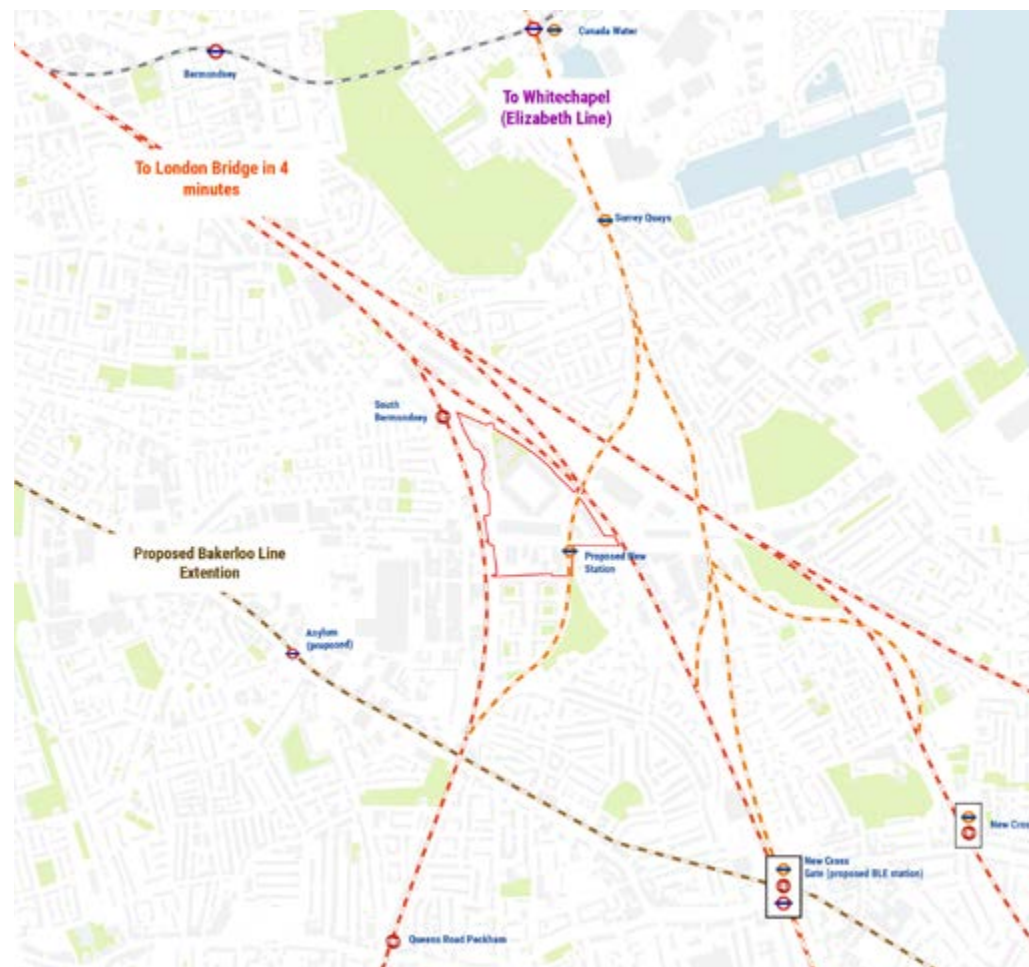 Canada Water
Bermondsey
To Whitechapel
(Elizabeth Line)
To London Bridge in 4
minutes
Surrey Quays
South
Bermondsey
Proposed Bakerloo Line
Extention
Proposed New
Station
Asylum
(proposed)
New Cros
New Cross
Gate (proposed BLE station)
Queens Road Peckham